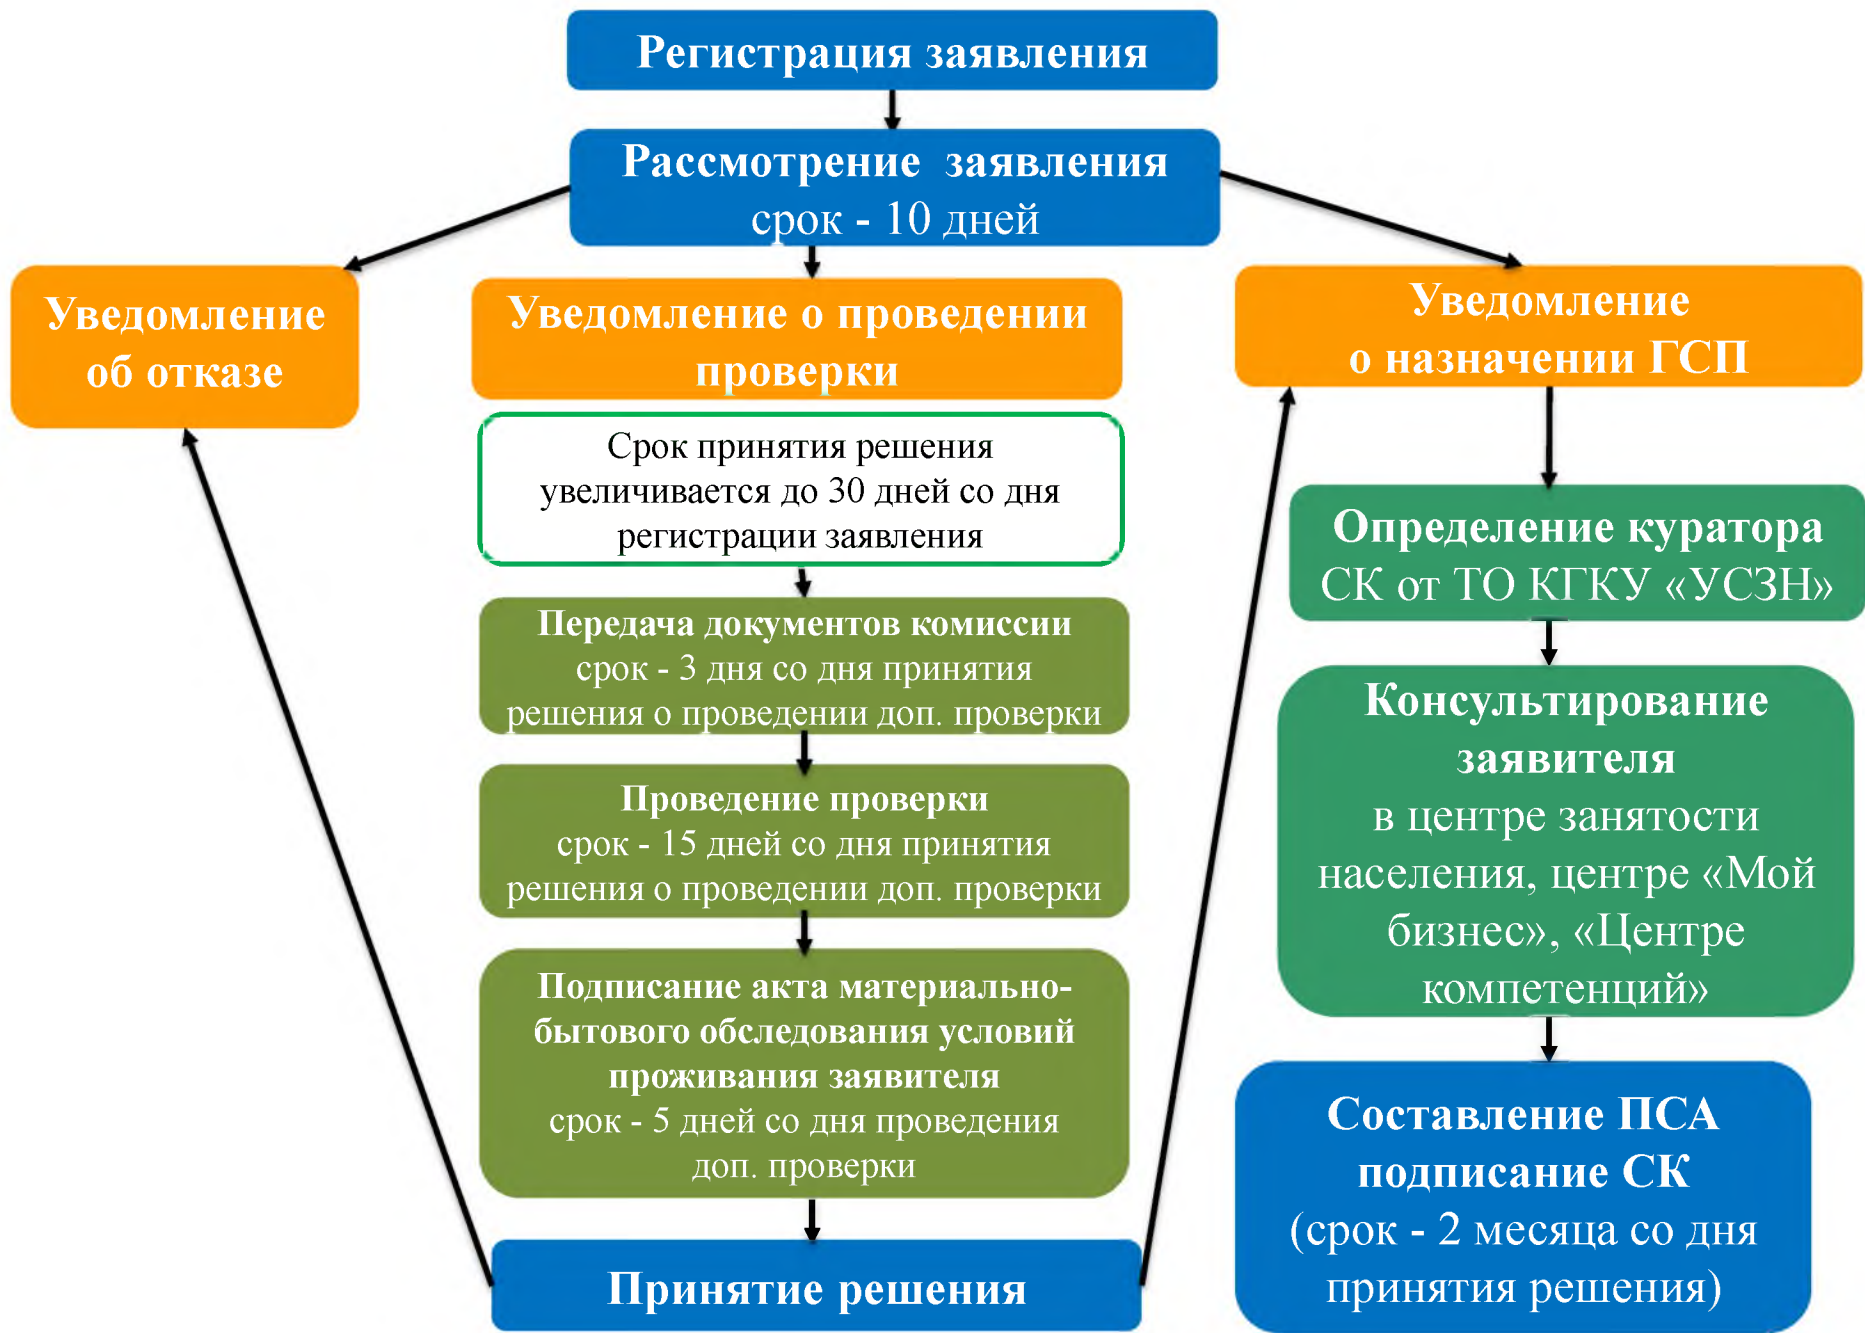 Регистрация заявления
Рассмотрение заявления
срок - 10 дней
Уведомление
об отказе
Уведомление о проведении
проверки
Уведомление
о назначении ГСП
Срок принятия решения
увеличивается до 30 дней со дня
регистрации заявления
Передача документов комиссии
срок - 3 дня со дня принятия
решения о проведении доп. проверки
Проведение проверки
срок - 15 дней со дня принятия
решения о проведении доп. проверки
Подписание акта материально-
бытового обследования условий
проживания заявителя
срок - 5 дней со дня проведения
доп. проверки
Принятие решения
Определение куратора
СК от ТО КГКУ «УСЗН»
Консультирование
заявителя
в центре занятости
населения, центре «Мой
бизнес», «Центре
компетенций»
Составление ПСА
подписание СК
(срок - 2 месяца со дня
принятия решения)